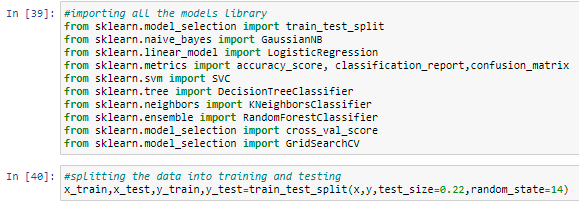 In [39]: #importing all the models library
from sklearn.model_selection import train_test_split
from sklearn.naive_bayes import GaussianNB
from sklearn.linear_model import LogisticRegression
from sklearn.metrics import accuracy_score, classification_report,confusion_matrix
from sklearn.svm import SVC
from sklearn.tree import DecisionTreeClassifier
from sklearn.neighbors import KNeighborsClassifier
from sklearn.ensemble import RandomForestClassifier
from sklearn.model_selection import cross_val_score
from sklearn.model_selection import GridSearchCV
In [40]: #splitting the data into training and testing
x_train,x_test,y_train,y_test=train_test_split(x,y,test_size=0.22,random_state=14)